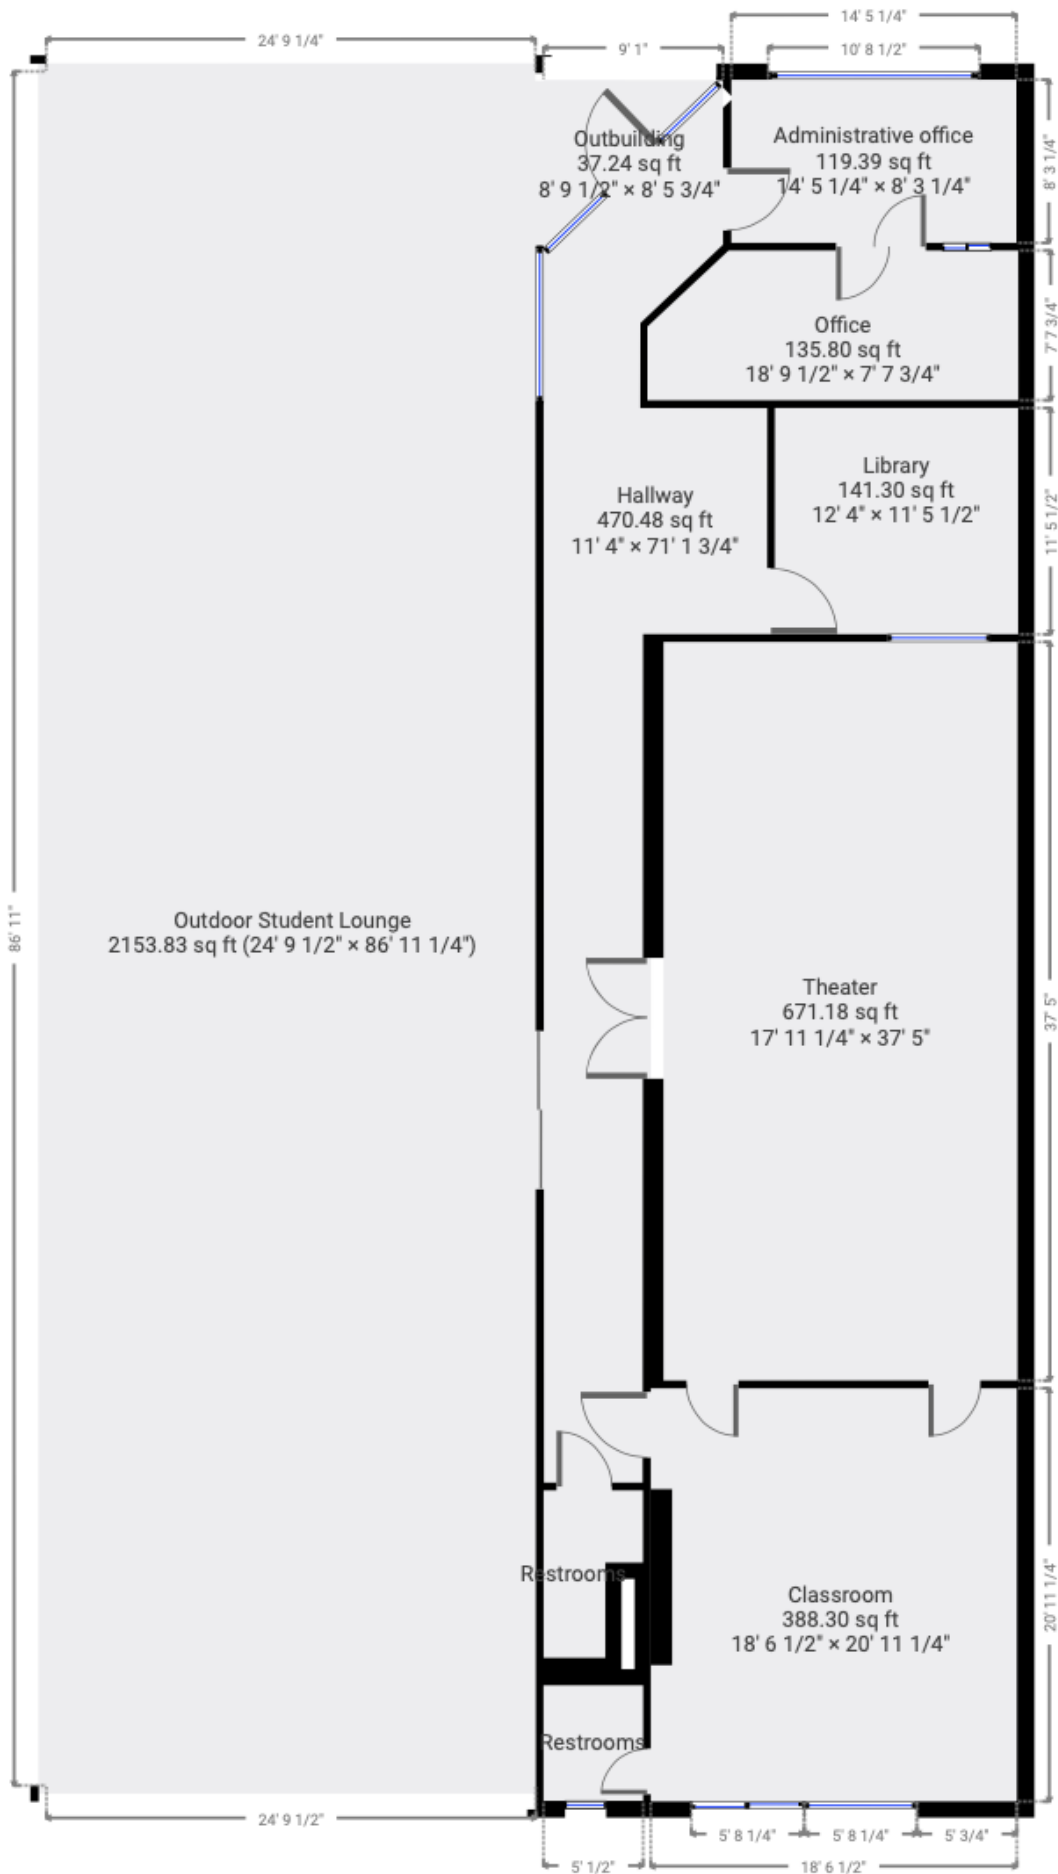 14' 5 1/4"
24' 9 1/4"
9' 1"
10' 8 1/2"
Outbuilding
37.24 sq ft
8' 9 1/2" × 8' 5 3/4"
Administrative office
119.39 sq ft
14' 5 1/4" × 8' 3 1/4"
8' 3 1/4"
Office
135.80 sq ft
18' 9 1/2" × 7' 7 3/4"
7' 7 3/4"
Library
141.30 sq ft
12' 4" × 11' 5 1/2"
11' 5 1/2"
Hallway
470.48 sq ft
11' 4" × 71' 1 3/4"
86' 11"
Outdoor Student Lounge
2153.83 sq ft (24' 9 1/2" × 86' 11 1/4")
Theater
671.18 sq ft
17' 11 1/4" × 37' 5"
37' 5"
Restrooms
Classroom
388.30 sq ft
18' 6 1/2" × 20' 11 1/4"
20' 11 1/4"
Restrooms
24' 9 1/2"
5' 8 1/4"
5' 8 1/4"
5' 3/4"
5' 1/2"
18' 6 1/2"